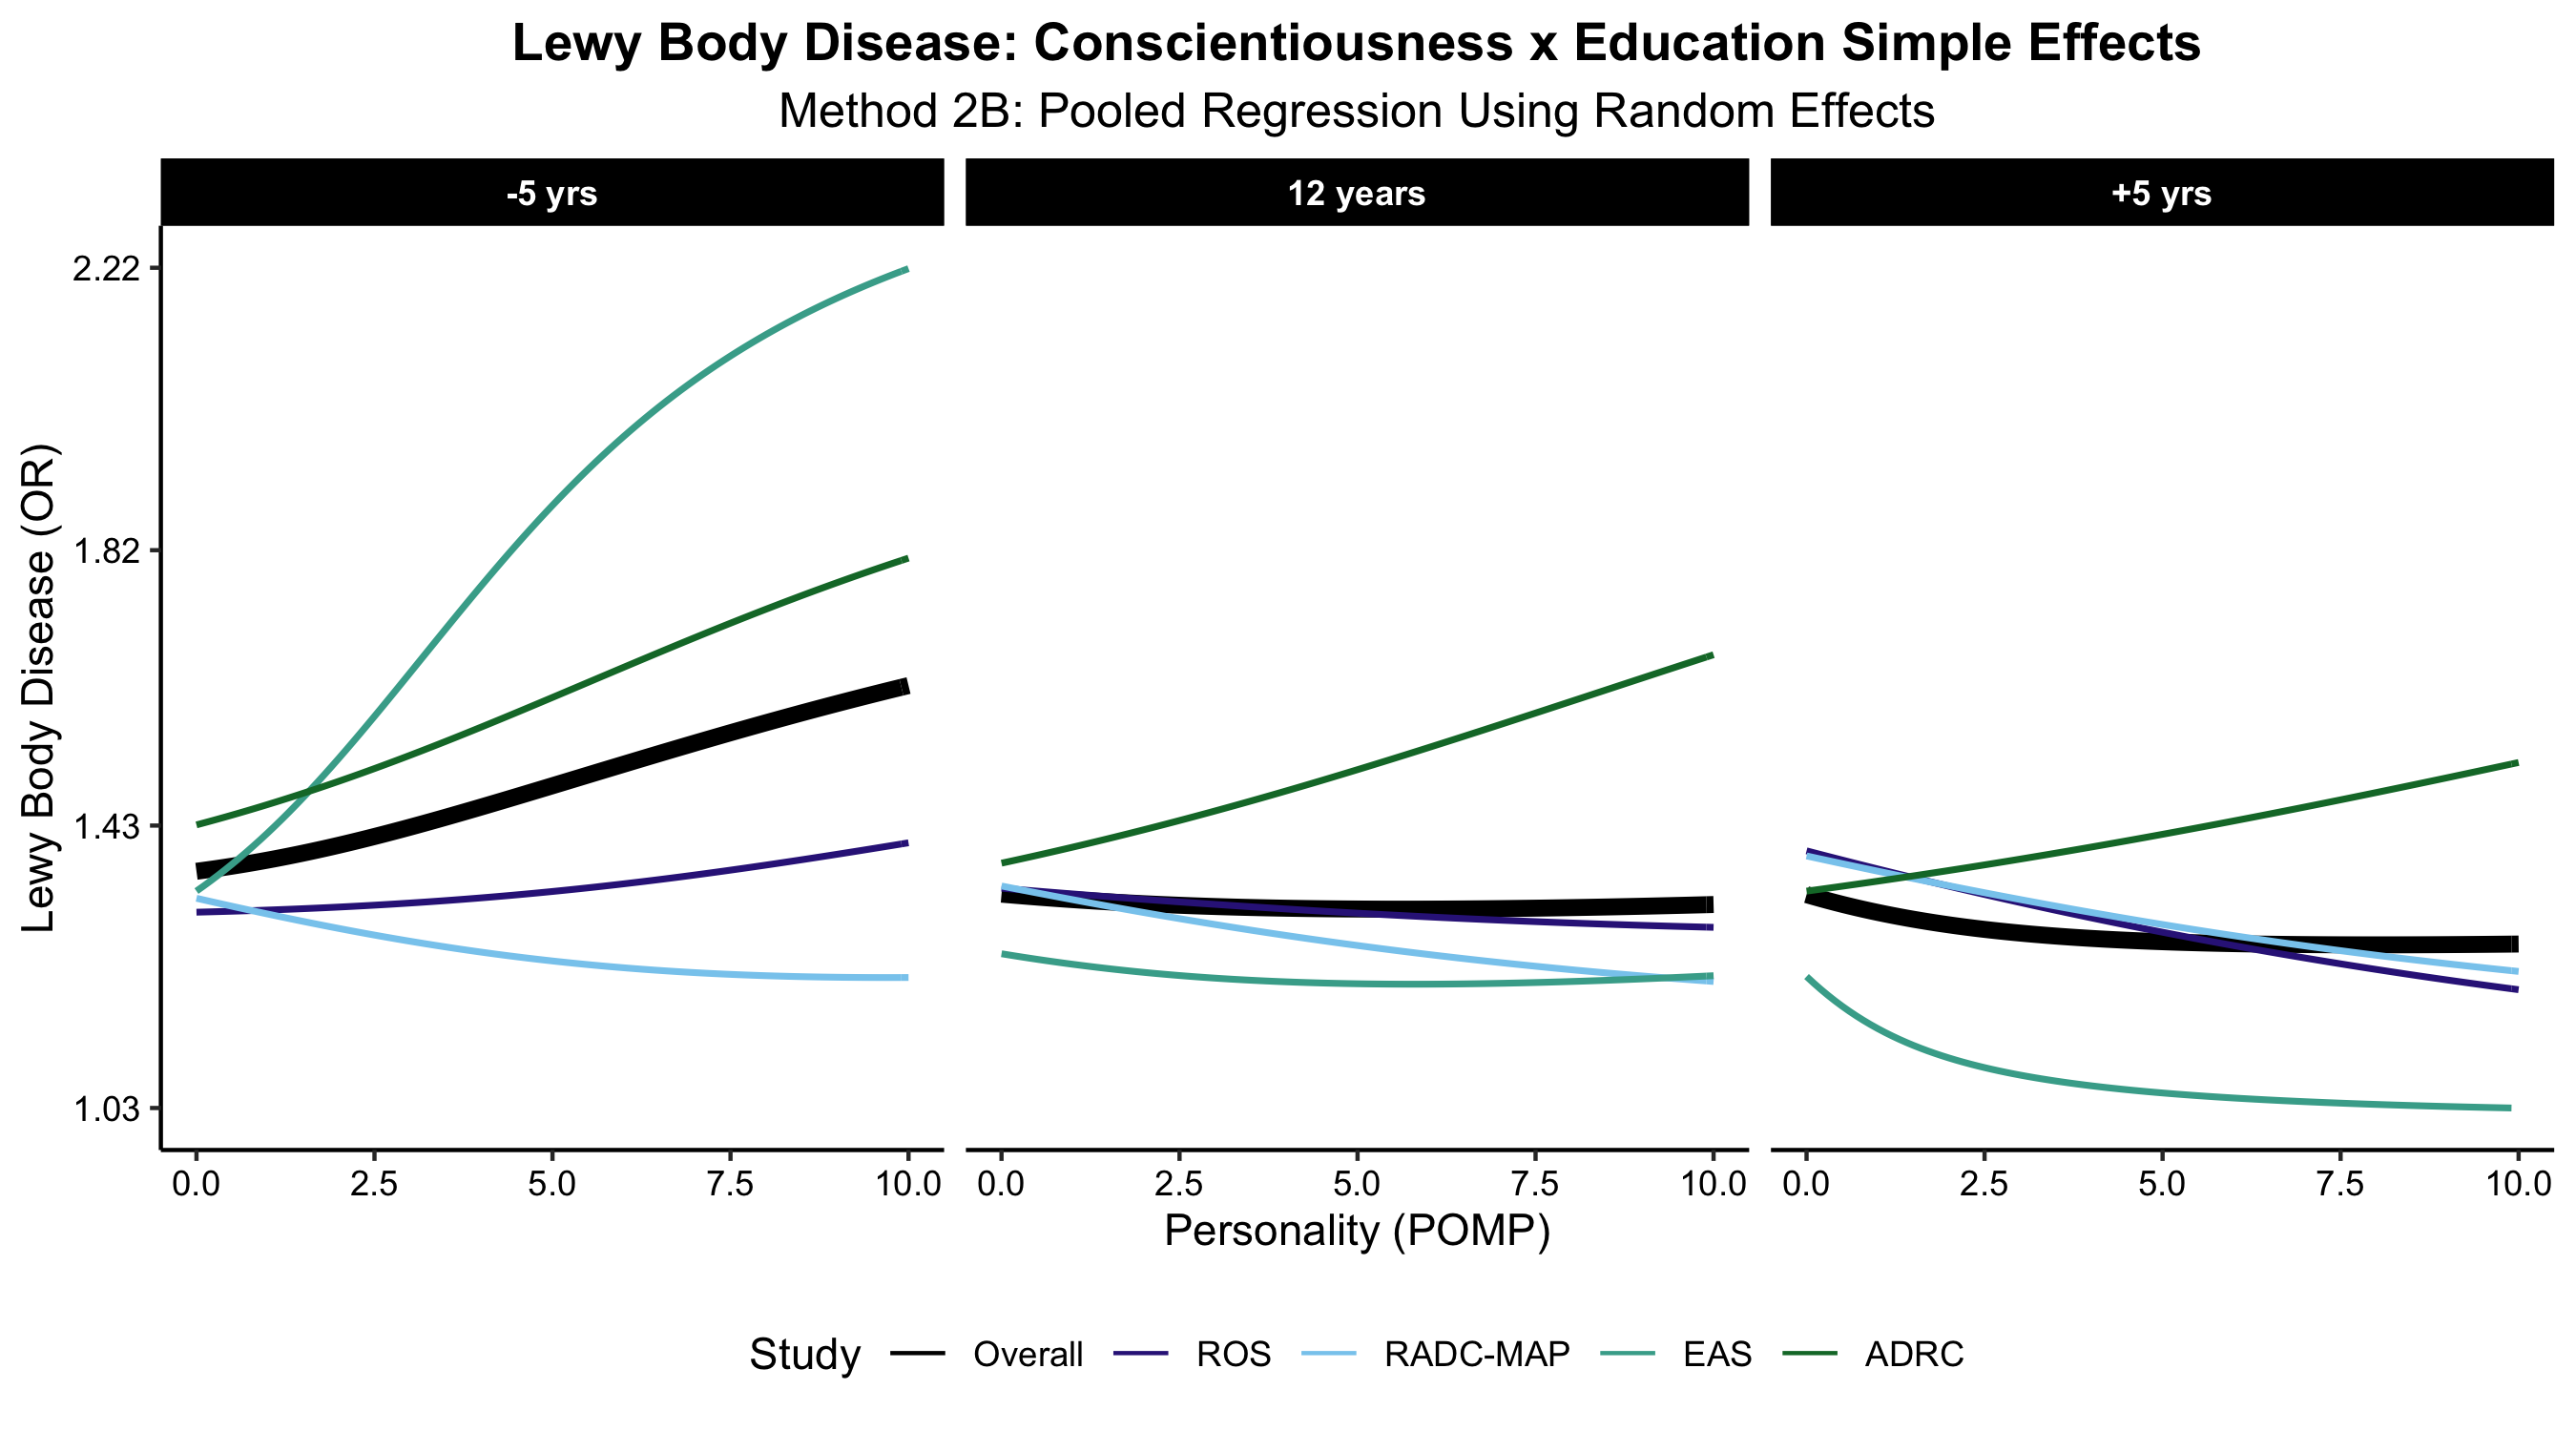 Lewy Body Disease: Conscientiousness x Education Simple Effects
Method 2B: Pooled Regression Using Random Effects
-5 yrs
12 years
+5 yrs
Lewy Body Disease (OR)
2.22
1.82
1.43
1.03
0.0 2.5 5.0 7.5 10.0
0.0 2.5 5.0 7.5 10.0
0.0 2.5 5.0 7.5 10.0
Personality (POMP)
Study Overall ROS RADC-MAP EAS ADRC